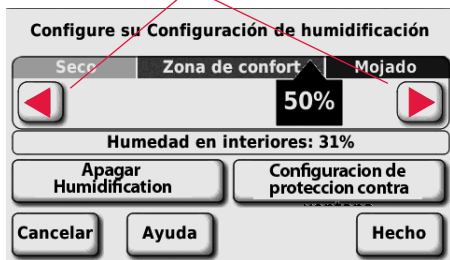 Configure su Configuración de humidificación
Seco Zona de confort Mojado
50%
Humedad en interiores: 31%
Apagar
Humidification
Configuracion de
proteccion contra
Cancelar Ayuda Hecho